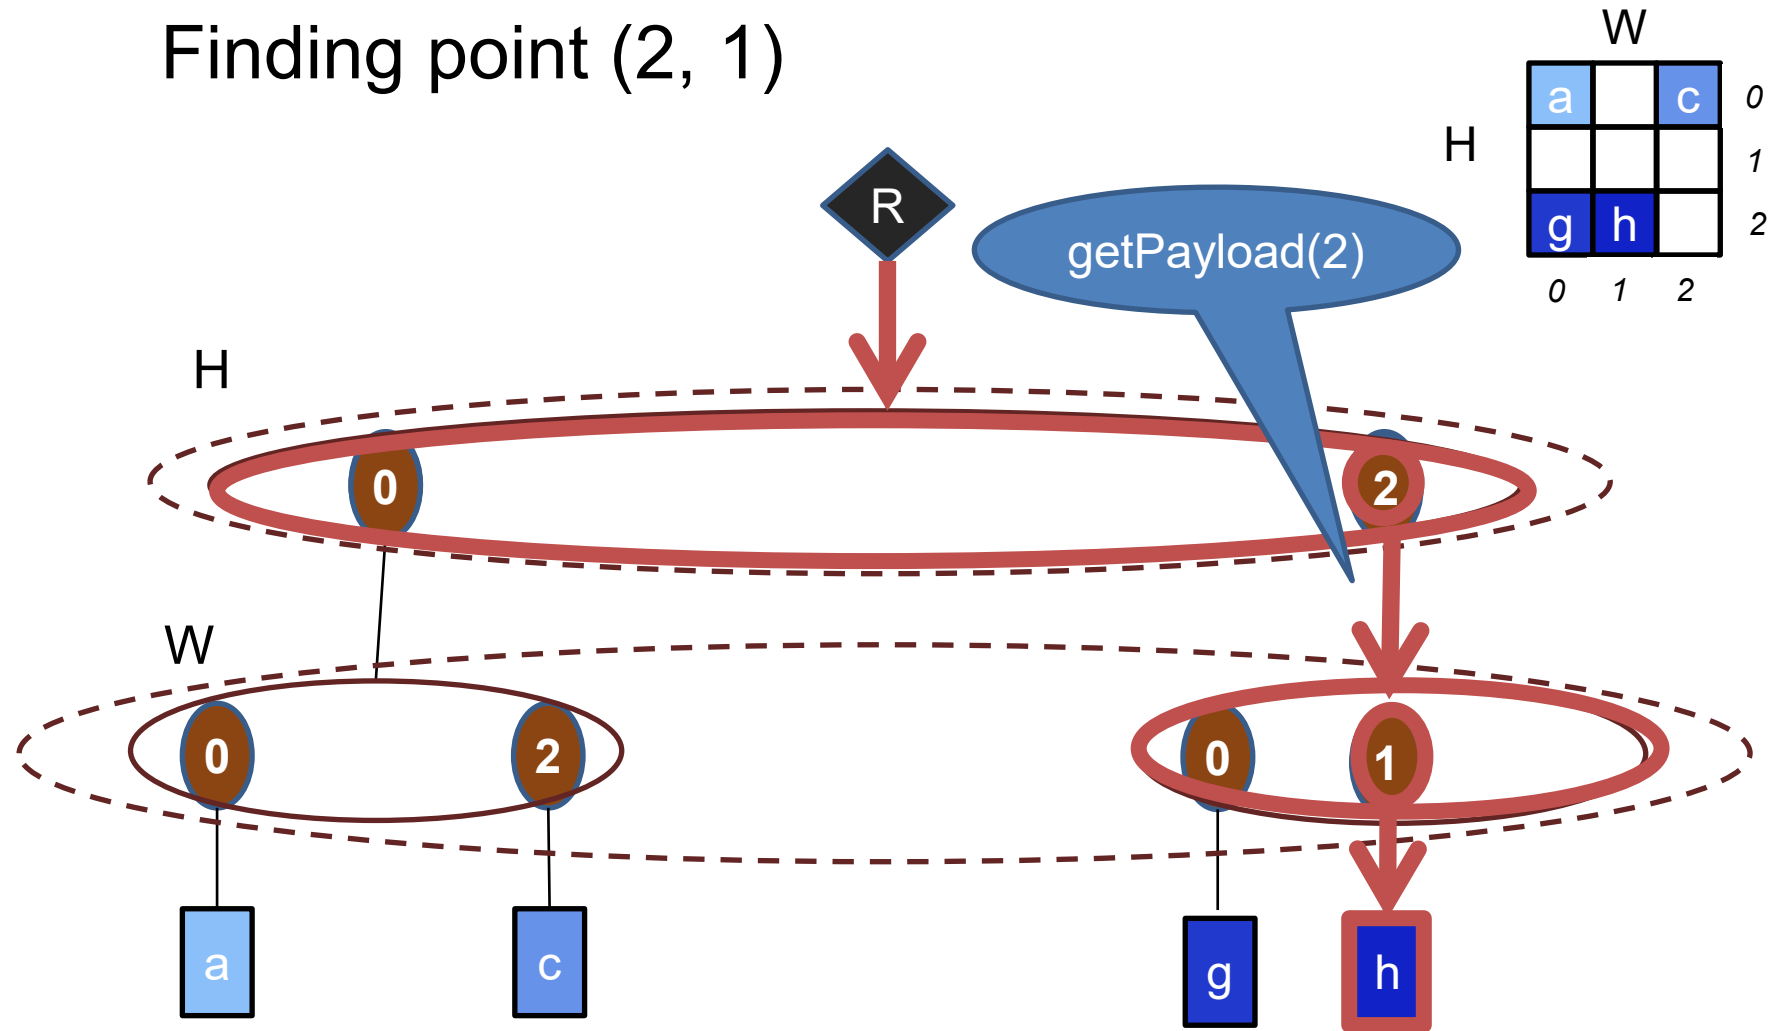 Finding point (2, 1)
W
a c 0
H 1
g h 2
0 1 2
R
getPayload(2)
H
0 2
W
0 2 0 1
a c g h